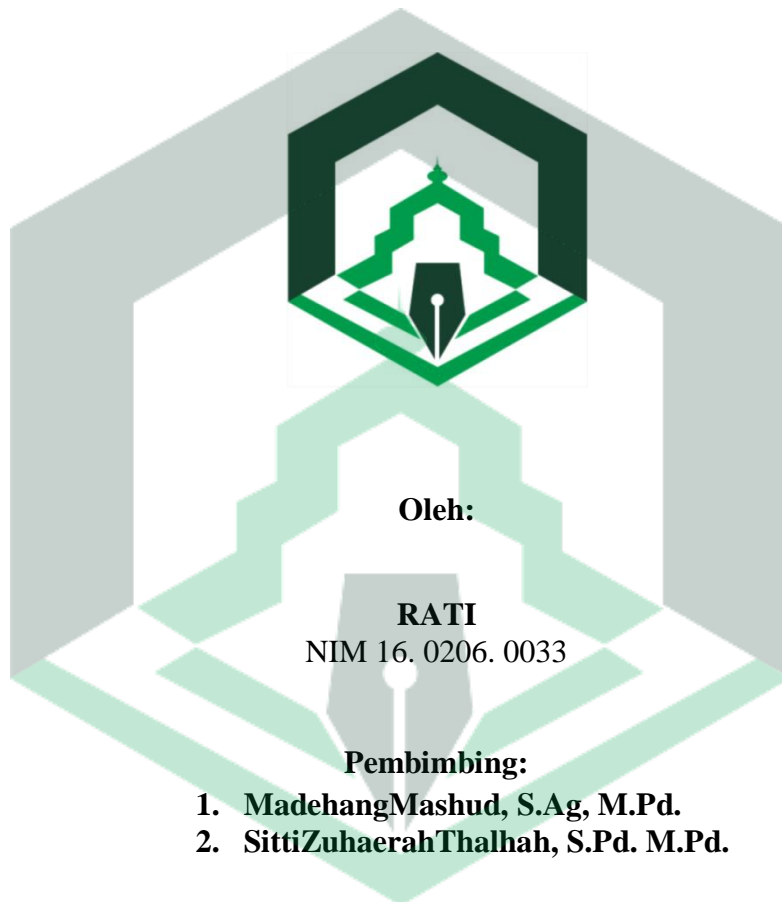 Oleh:
RATI
NIM 16. 0206. 0033
Pembimbing:
1. MadehangMashud, S.Ag, M.Pd.
2. SittiZuhaerahThalhah, S.Pd. M.Pd.